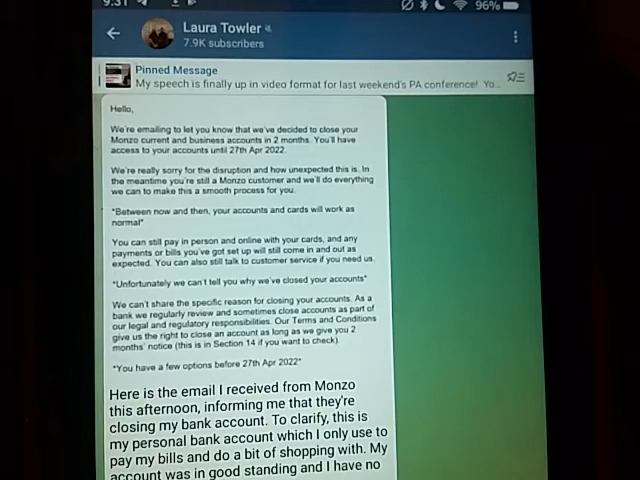 9:31
96%
Laura Towler
7.9K subscribers
Pinned Message
My speech is finally up in video format for last weekend's PA conference! Yo...
Hello,
We're emailing to let you know that we've decided to close your
Monzo current and business accounts in 2 months. You'll have
access to your accounts until 27th Apr 2022.
We're really sorry for the disruption and how unexpected this is. In
the meantime you're still a Monzo customer and we'll do everything
we can to make this a smooth process for you.
*Between now and then, your accounts and cards will work as
normal*
You can still pay in person and online with your cards, and any
payments or bills you've got set up will still come in and out as
expected. You can also still talk to customer service if you need us.
*Unfortunately we can't tell you why we've closed your accounts*
We can't share the specific reason for closing your accounts. As a
bank we regularly review and sometimes close accounts as part of
our legal and regulatory responsibilities. Our Terms and Conditions
give us the right to close an account as long as we give you 2
months' notice (this is in Section 14 if you want to check).
*You have a few options before 27th Apr 2022*
Here is the email I received from Monzo
this afternoon, informing me that they're
closing my bank account. To clarify, this is
my personal bank account which I only use to
pay my bills and do a bit of shopping with. My
account was in good standing and I have no